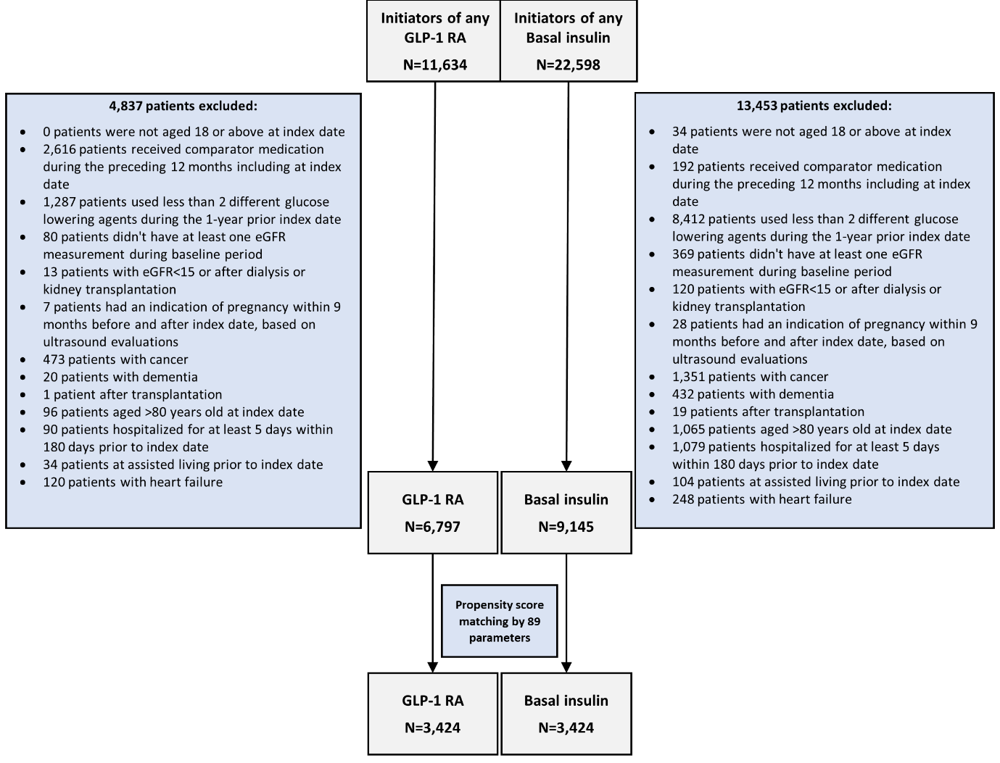 Initiators of any
GLP-1 RA
N=11,634
Initiators of any
Basal insulin
N=22,598
4,837 patients excluded:
• 0 patients were not aged 18 or above at index date
• 2,616 patients received comparator medication
during the preceding 12 months including at index
date
• 1,287 patients used less than 2 different glucose
lowering agents during the 1-year prior index date
• 80 patients didn't have at least one eGFR
measurement during baseline period
• 13 patients with eGFR<15 or after dialysis or
kidney transplantation
• 7 patients had an indication of pregnancy within 9
months before and after index date, based on
ultrasound evaluations
• 473 patients with cancer
• 20 patients with dementia
• 1 patient after transplantation
• 96 patients aged >80 years old at index date
• 90 patients hospitalized for at least 5 days within
180 days prior to index date
• 34 patients at assisted living prior to index date
• 120 patients with heart failure
13,453 patients excluded:
• 34 patients were not aged 18 or above at index
date
• 192 patients received comparator medication
during the preceding 12 months including at index
date
• 8,412 patients used less than 2 different glucose
lowering agents during the 1-year prior index date
• 369 patients didn't have at least one eGFR
measurement during baseline period
• 120 patients with eGFR<15 or after dialysis or
kidney transplantation
• 28 patients had an indication of pregnancy within 9
months before and after index date, based on
ultrasound evaluations
• 1,351 patients with cancer
• 432 patients with dementia
• 19 patients after transplantation
• 1,065 patients aged >80 years old at index date
• 1,079 patients hospitalized for at least 5 days
within 180 days prior to index date
• 104 patients at assisted living prior to index date
• 248 patients with heart failure
GLP-1 RA
N=6,797
Basal insulin
N=9,145
Propensity score
matching by 89
parameters
GLP-1 RA
N=3,424
Basal insulin
N=3,424